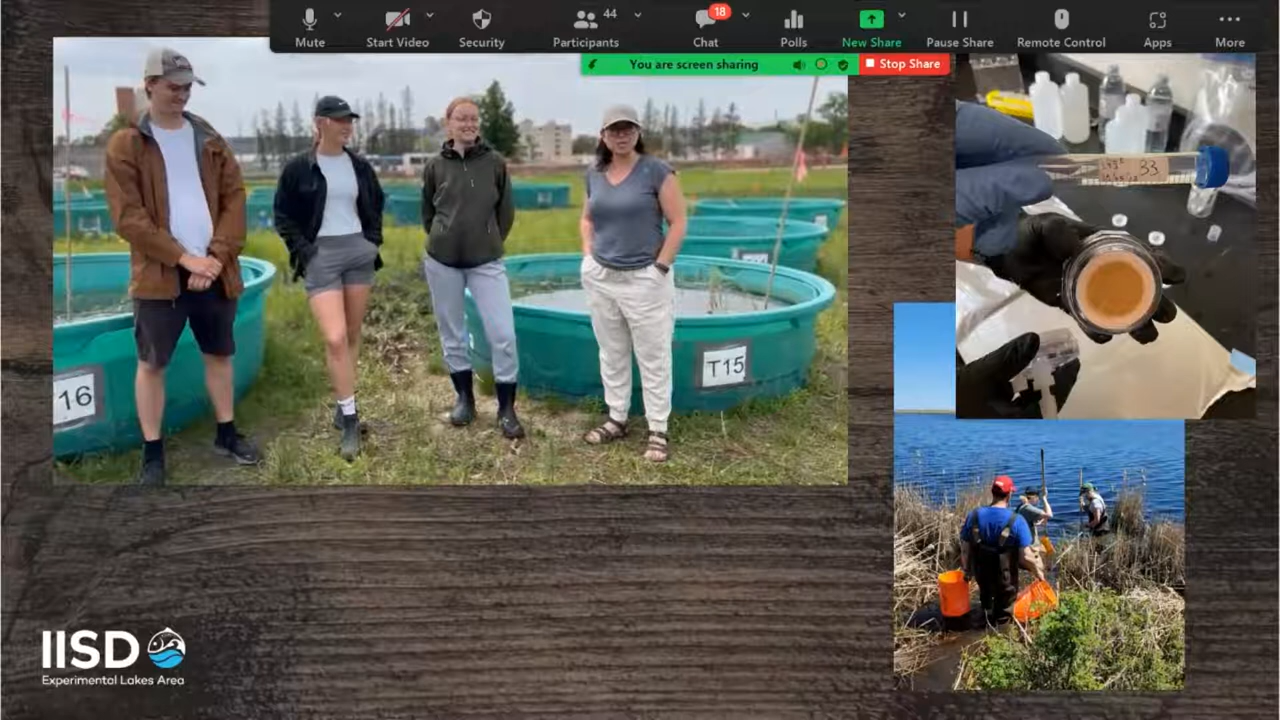 44
18
Mute
Start Video
Security
Participants
Chat
Polls
New Share
Pause Share
Remote Control
Apps
More
You are screen sharing
Stop Share
16
T15
33
IISD
Experimental Lakes Area